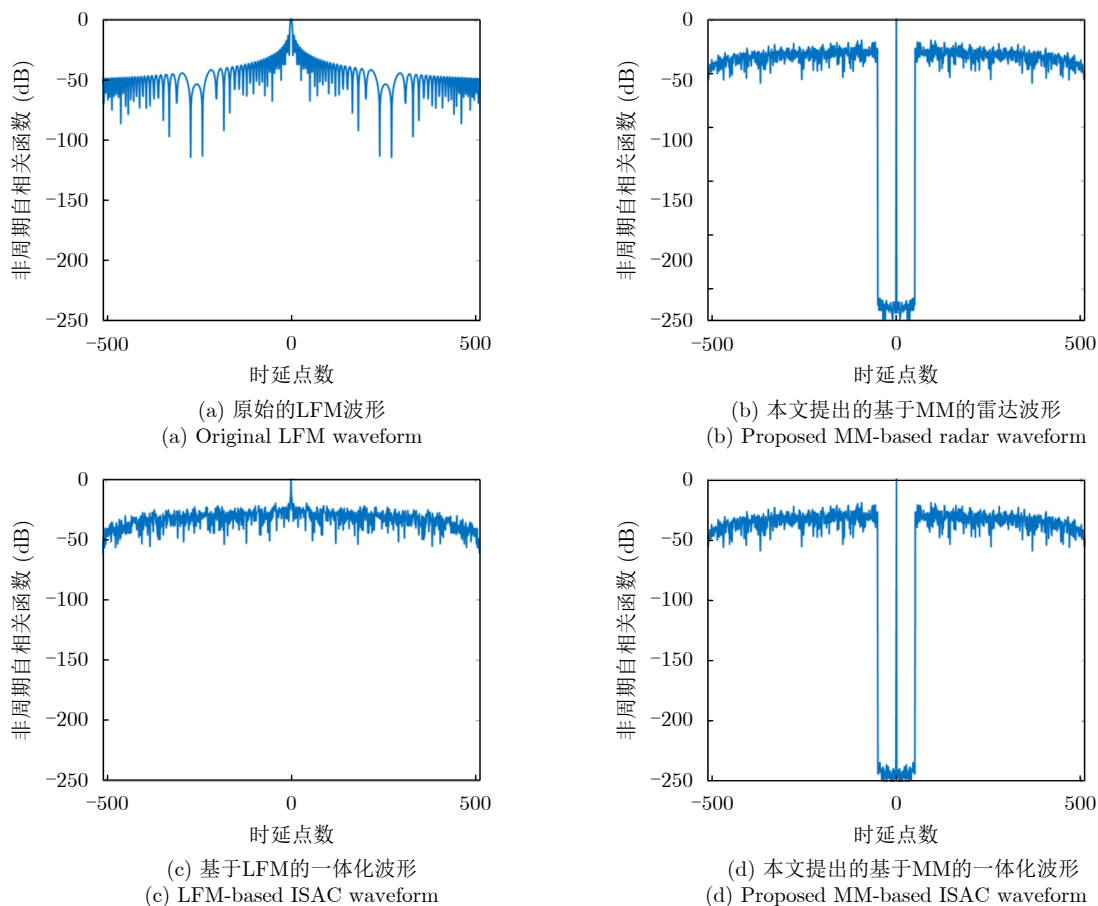 0
−50
−100
−150
−200
−250
−500
0
500
非周期自相关函数 (dB)
时延点数
(a) 原始的LFM波形
(a) Original LFM waveform
0
−50
−100
−150
−200
−250
−500
0
500
非周期自相关函数 (dB)
时延点数
(b) 本文提出的基于MM的雷达波形
(b) Proposed MM-based radar waveform
0
−50
−100
−150
−200
−250
−500
0
500
非周期自相关函数 (dB)
时延点数
(c) 基于LFM的一体化波形
(c) LFM-based ISAC waveform
0
−50
−100
−150
−200
−250
−500
0
500
非周期自相关函数 (dB)
时延点数
(d) 本文提出的基于MM的一体化波形
(d) Proposed MM-based ISAC waveform